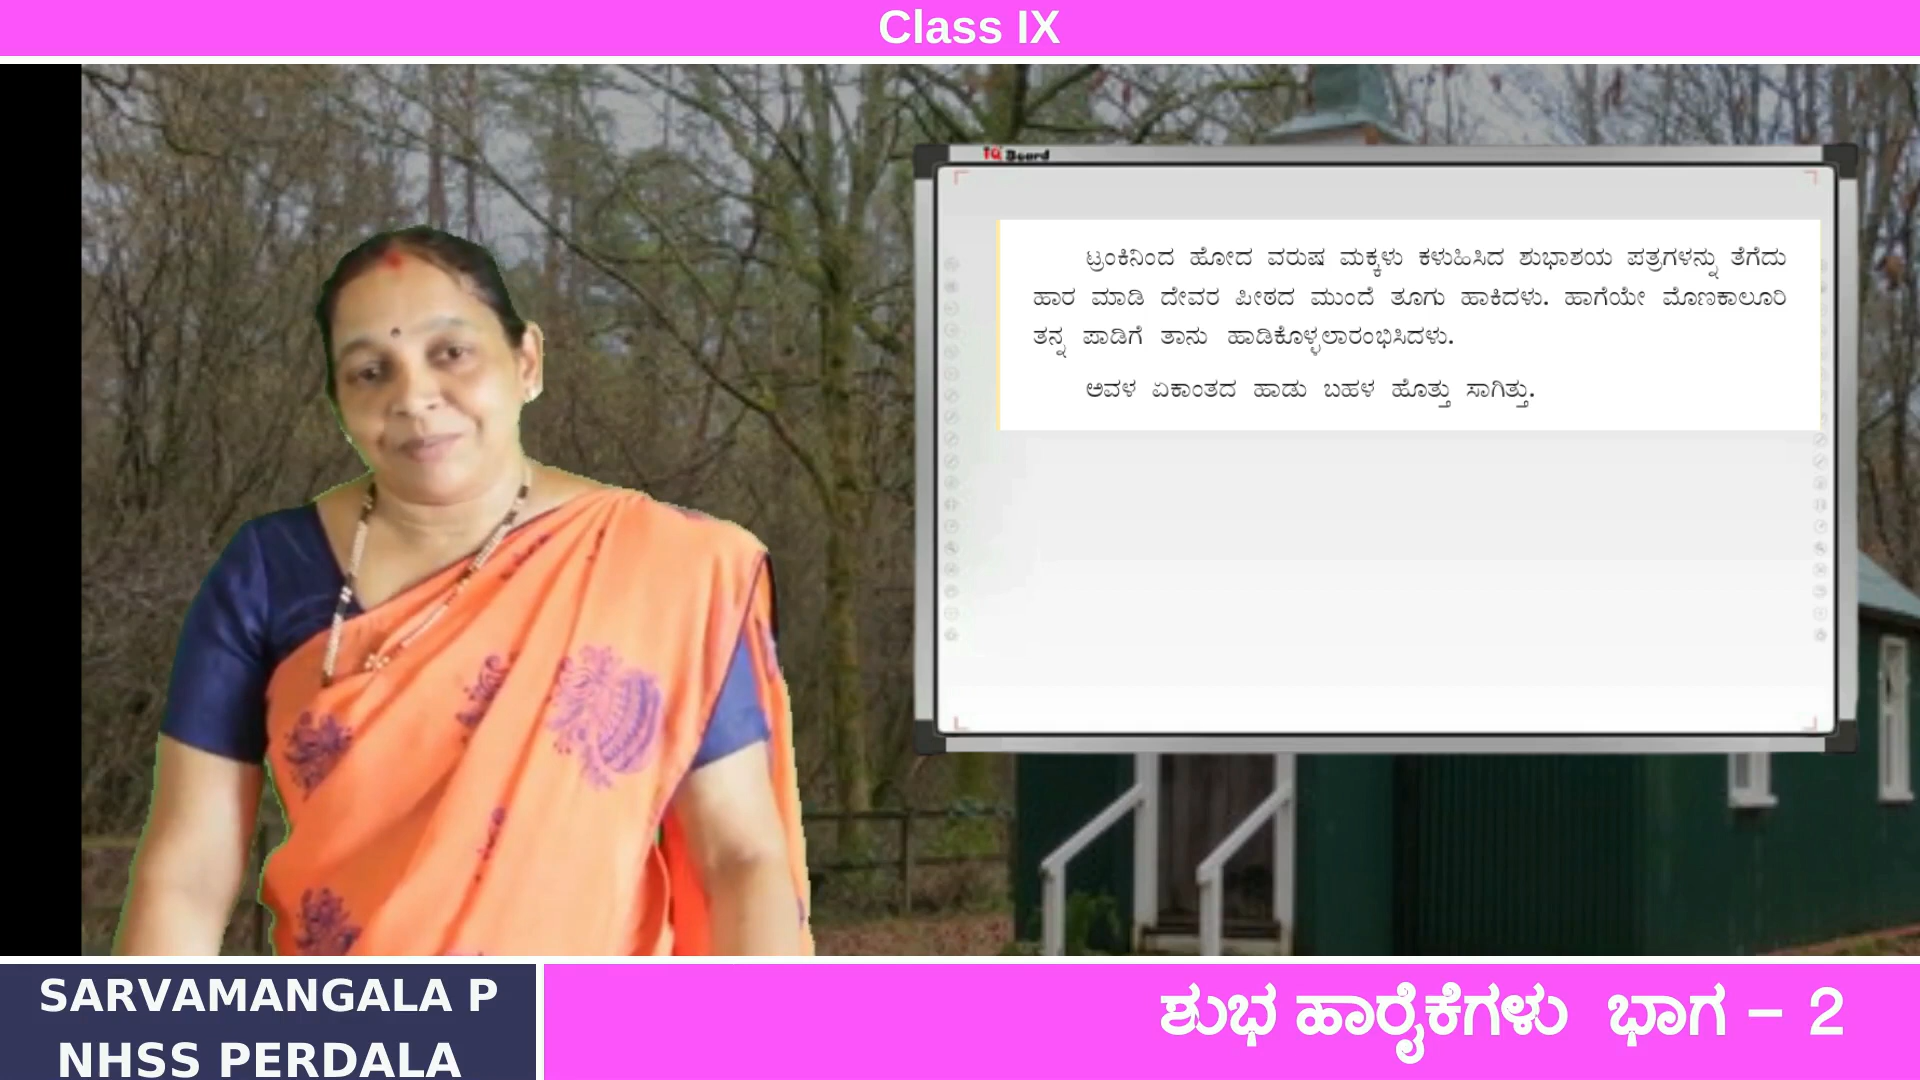 Class IX
IQ Board
ಟ್ರಂಕಿನಿಂದ ಹೋದ ವರುಷ ಮಕ್ಕಳು ಕಳುಹಿಸಿದ ಶುಭಾಶಯ ಪತ್ರಗಳನ್ನು ತೆಗೆದು
ಹಾರ ಮಾಡಿ ದೇವರ ಪೀಠದ ಮುಂದೆ ತೂಗು ಹಾಕಿದಳು. ಹಾಗೆಯೇ ಮೊಣಕಾಲೂರಿ
ತನ್ನ ಪಾಡಿಗೆ ತಾನು ಹಾಡಿಕೊಳ್ಳಲಾರಂಭಿಸಿದಳು.
ಅವಳ ಏಕಾಂತದ ಹಾಡು ಬಹಳ ಹೊತ್ತು ಸಾಗಿತ್ತು.
SARVAMANGALA P
NHSS PERDALA
ಶುಭ ಹಾರೈಕೆಗಳು ಭಾಗ – 2